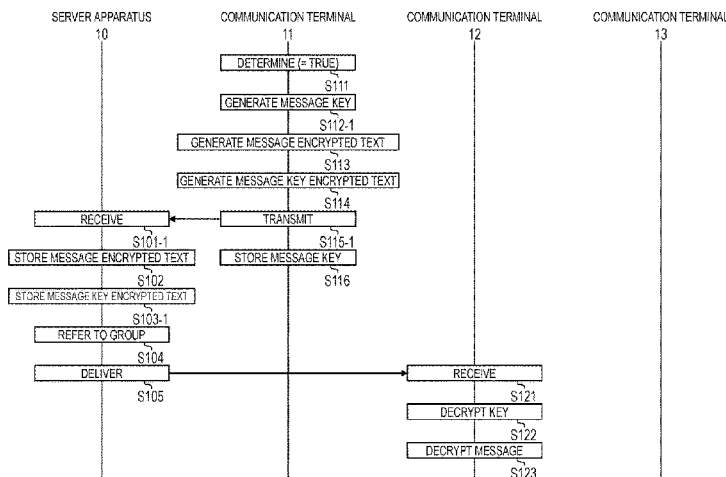 SERVER APPARATUS COMMUNICATION TERMINAL COMMUNICATION TERMINAL COMMUNICATION TERMINAL
10 11 12 13
DETERMINE (= TRUE)
S111
GENERATE MESSAGE KEY
S112-1
GENERATE MESSAGE ENCRYPTED TEXT
S113
GENERATE MESSAGE KEY ENCRYPTED TEXT
S114
RECEIVE TRANSMIT
S101-1 S115-1
STORE MESSAGE ENCRYPTED TEXT STORE MESSAGE KEY
S102 S116
STORE MESSAGE KEY ENCRYPTED TEXT
S103-1
REFER TO GROUP
S104
DELIVER RECEIVE
S105 S121
DECRYPT KEY
S122
DECRYPT MESSAGE
S123